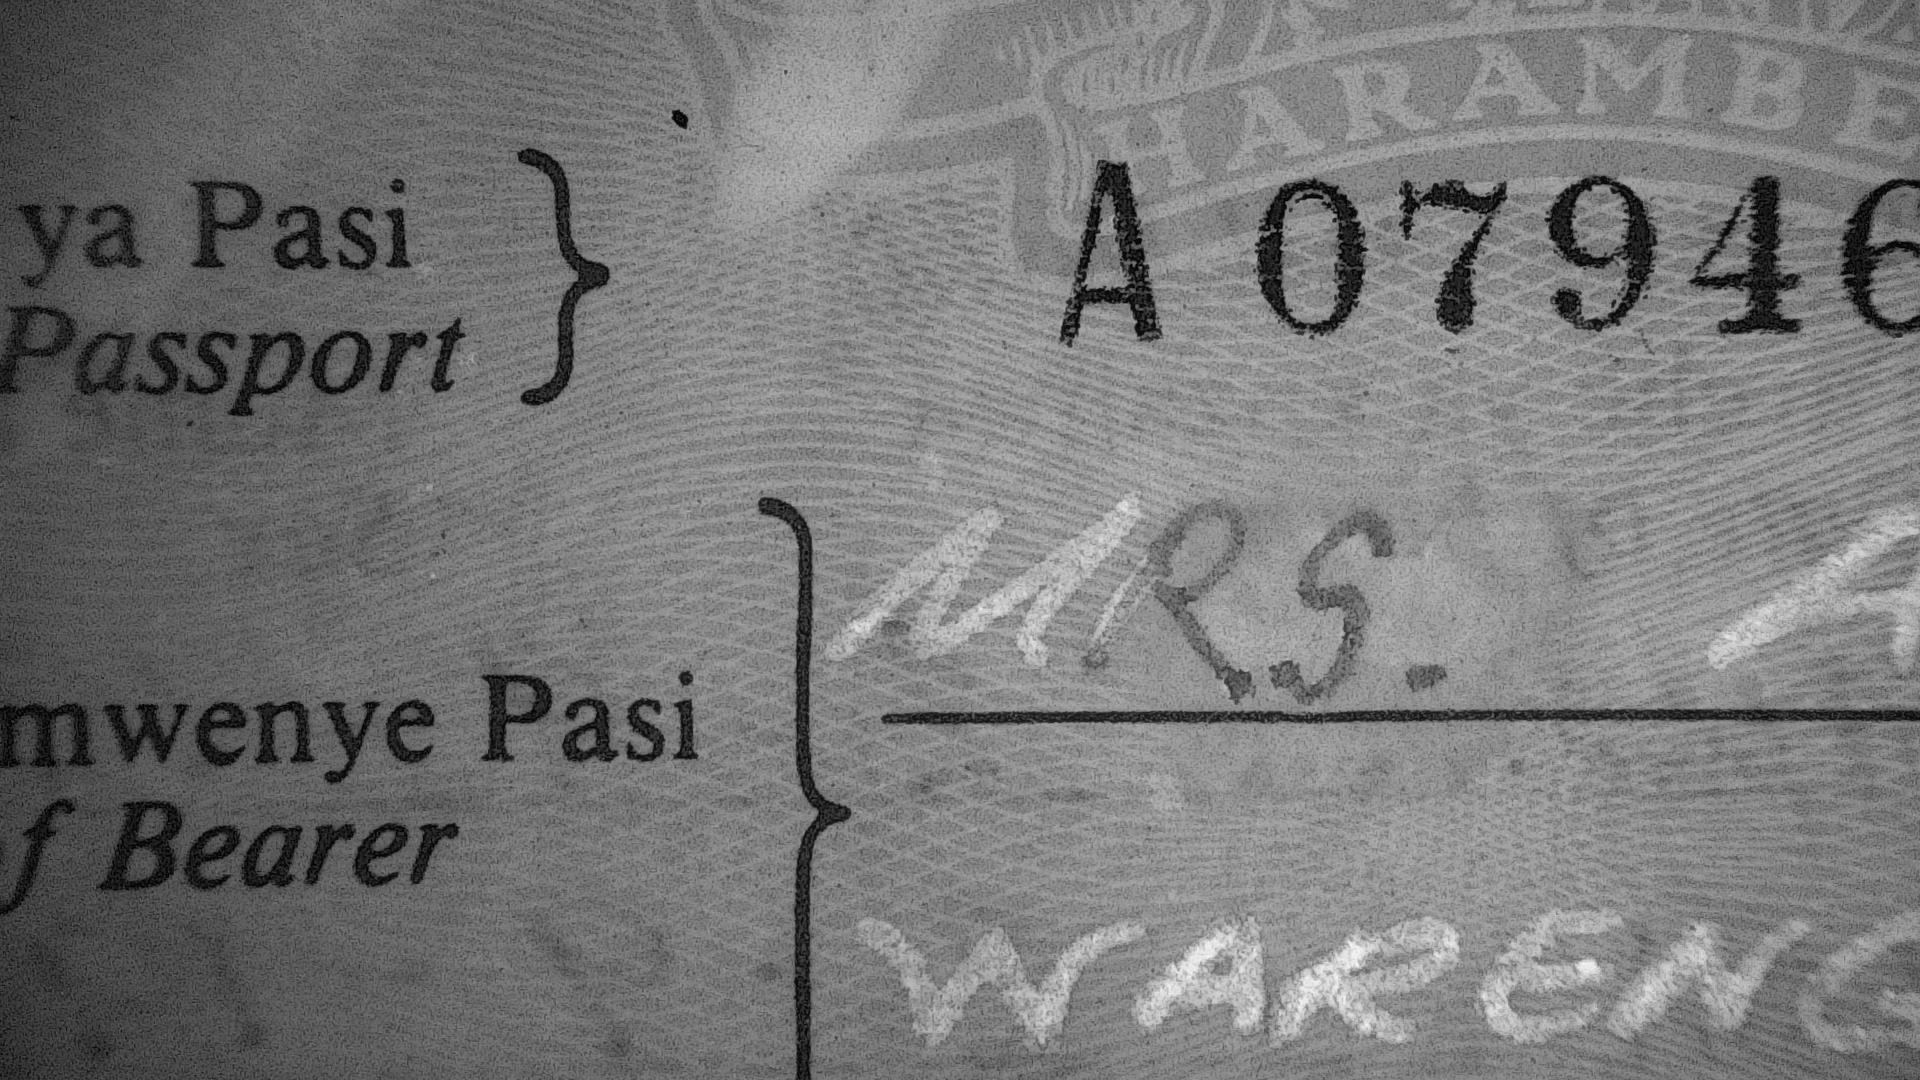 HARAMBE
ya Pasi
Passport
A 07946
mwenye Pasi
f Bearer
MRS. A
WARENG